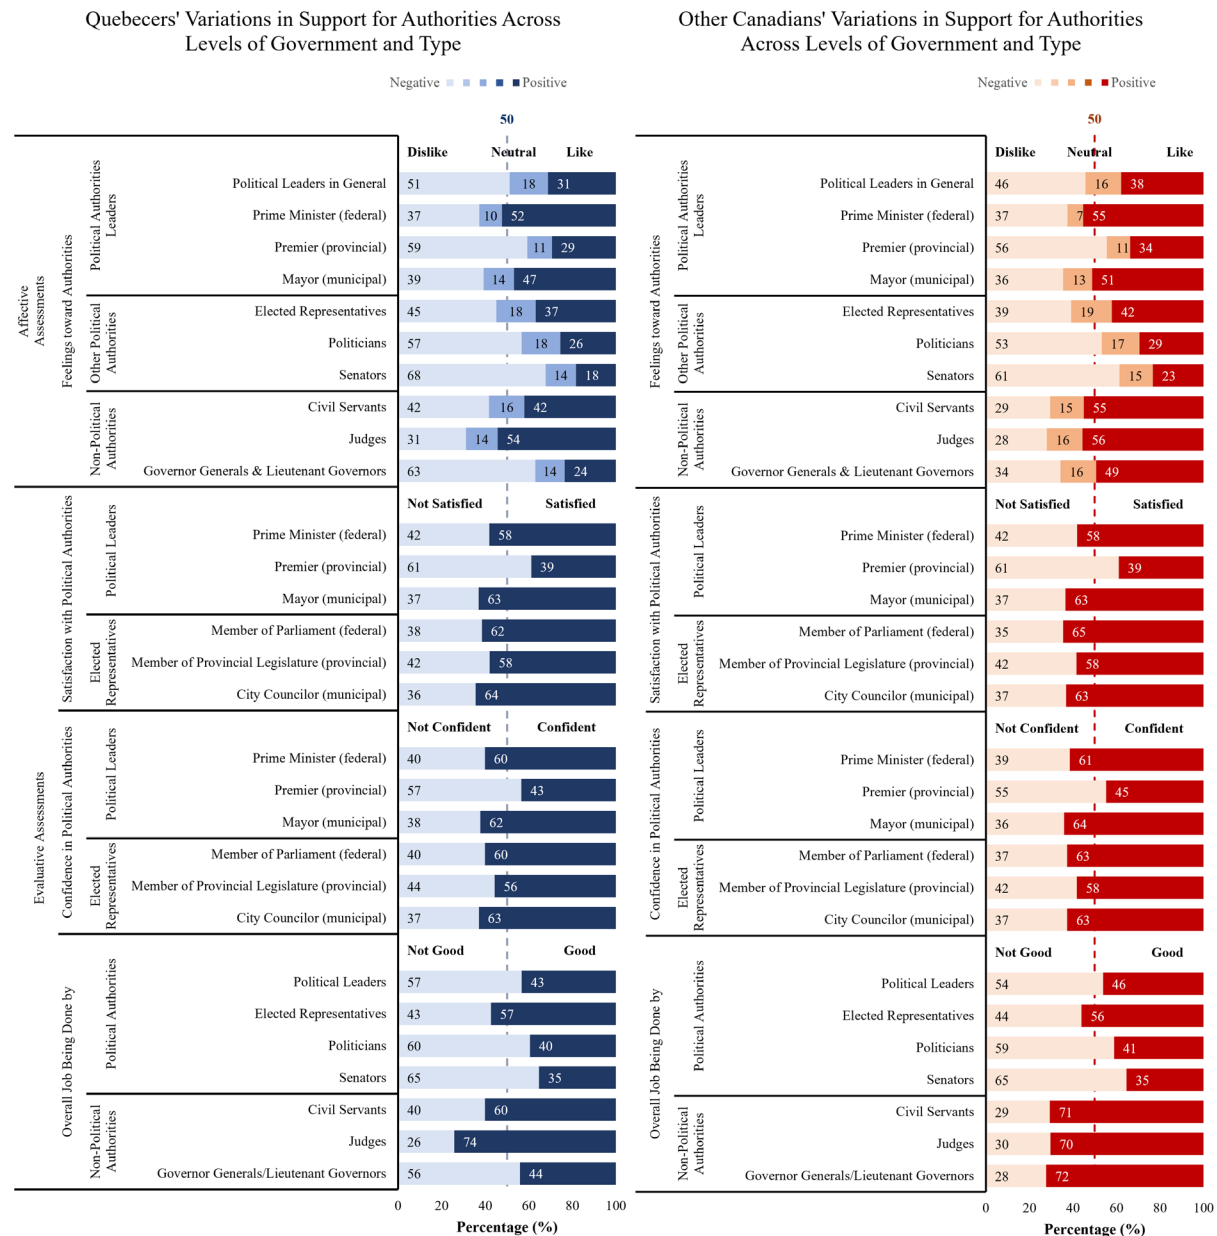 Quebecers' Variations in Support for Authorities Across
Levels of Government and Type
Negative Positive
50
Affective
Assessments
Feelings toward Authorities
Political Authorities
Leaders
Dislike Neutral Like
Political Leaders in General 51 18 31
Prime Minister (federal) 37 10 52
Premier (provincial) 59 11 29
Mayor (municipal) 39 14 47
Other Political
Authorities
Elected Representatives 45 18 37
Politicians 57 18 26
Senators 68 14 18
Non-Political
Authorities
Civil Servants 42 16 42
Judges 31 14 54
Governor Generals & Lieutenant Governors 63 14 24
Evaluative Assessments
Satisfaction with Political Authorities
Political Leaders
Not Satisfied Satisfied
Prime Minister (federal) 42 58
Premier (provincial) 61 39
Mayor (municipal) 37 63
Elected
Representatives
Member of Parliament (federal) 38 62
Member of Provincial Legislature (provincial) 42 58
City Councilor (municipal) 36 64
Confidence in Political Authorities
Political Leaders
Not Confident Confident
Prime Minister (federal) 40 60
Premier (provincial) 57 43
Mayor (municipal) 38 62
Elected
Representatives
Member of Parliament (federal) 40 60
Member of Provincial Legislature (provincial) 44 56
City Councilor (municipal) 37 63
Overall Job Being Done by
Political Authorities
Not Good Good
Political Leaders 57 43
Elected Representatives 43 57
Politicians 60 40
Senators 65 35
Non-Political
Authorities
Civil Servants 40 60
Judges 26 74
Governor Generals/Lieutenant Governors 56 44
0 20 40 60 80 100
Percentage (%)
Other Canadians' Variations in Support for Authorities
Across Levels of Government and Type
Negative Positive
50
Feelings toward Authorities
Political Authorities
Leaders
Dislike Neutral Like
Political Leaders in General 46 16 38
Prime Minister (federal) 37 7 55
Premier (provincial) 56 11 34
Mayor (municipal) 36 13 51
Other Political
Authorities
Elected Representatives 39 19 42
Politicians 53 17 29
Senators 61 15 23
Non-Political
Authorities
Civil Servants 29 15 55
Judges 28 16 56
Governor Generals & Lieutenant Governors 34 16 49
Satisfaction with Political Authorities
Political Leaders
Not Satisfied Satisfied
Prime Minister (federal) 42 58
Premier (provincial) 61 39
Mayor (municipal) 37 63
Elected
Representatives
Member of Parliament (federal) 35 65
Member of Provincial Legislature (provincial) 42 58
City Councilor (municipal) 37 63
Confidence in Political Authorities
Political Leaders
Not Confident Confident
Prime Minister (federal) 39 61
Premier (provincial) 55 45
Mayor (municipal) 36 64
Elected
Representatives
Member of Parliament (federal) 37 63
Member of Provincial Legislature (provincial) 42 58
City Councilor (municipal) 37 63
Overall Job Being Done by
Political Authorities
Not Good Good
Political Leaders 54 46
Elected Representatives 44 56
Politicians 59 41
Senators 65 35
Non-Political
Authorities
Civil Servants 29 71
Judges 30 70
Governor Generals/Lieutenant Governors 28 72
0 20 40 60 80 100
Percentage (%)